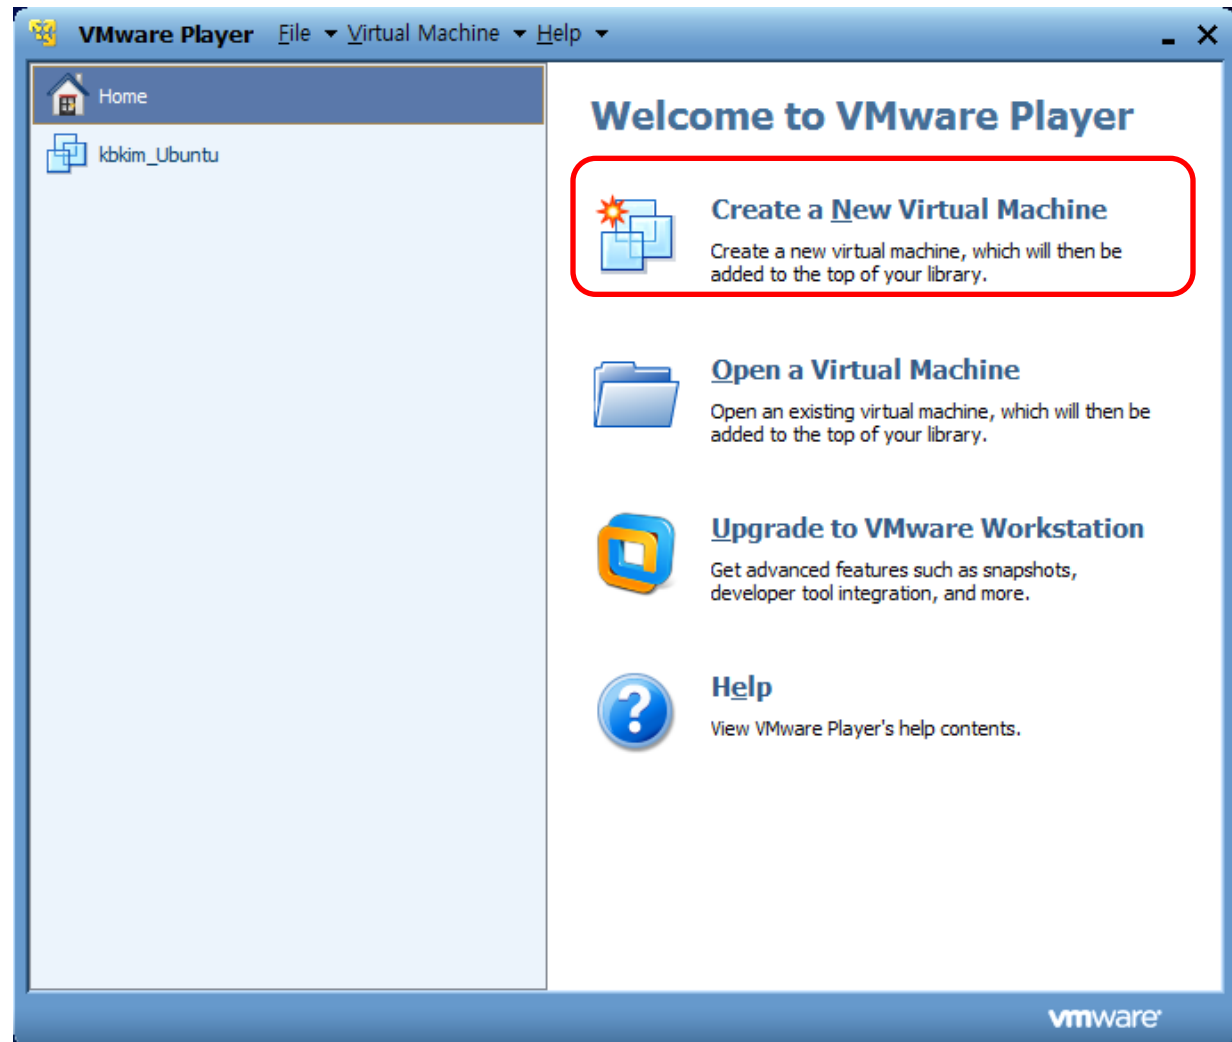 VMware Player File Virtual Machine Help
Home
kbkim_Ubuntu
Welcome to VMware Player
Create a New Virtual Machine
Create a new virtual machine, which will then be
added to the top of your library.
Open a Virtual Machine
Open an existing virtual machine, which will then be
added to the top of your library.
Upgrade to VMware Workstation
Get advanced features such as snapshots,
developer tool integration, and more.
Help
View VMware Player's help contents.
vmware